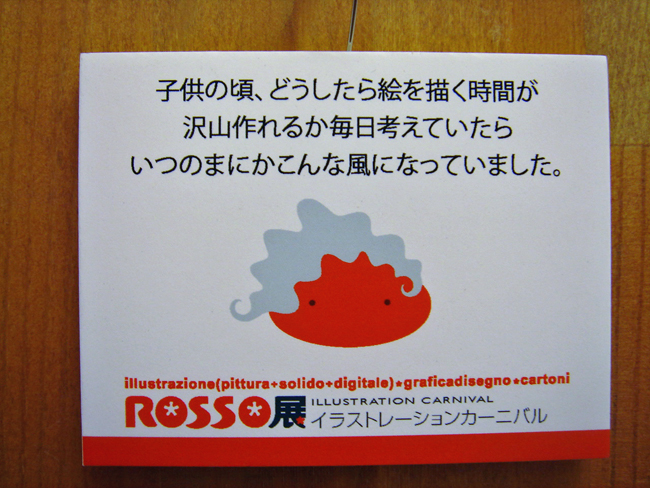 子供の頃、どうしたら絵を描く時間が
沢山作れるか毎日考えていたら
いつのまにかこんな風になっていました。
illustrazione(pittura+solido+digitale)★graficadisegno★cartoni
ROSSO展 ILLUSTRATION CARNIVAL
イラストレーションカーニバル